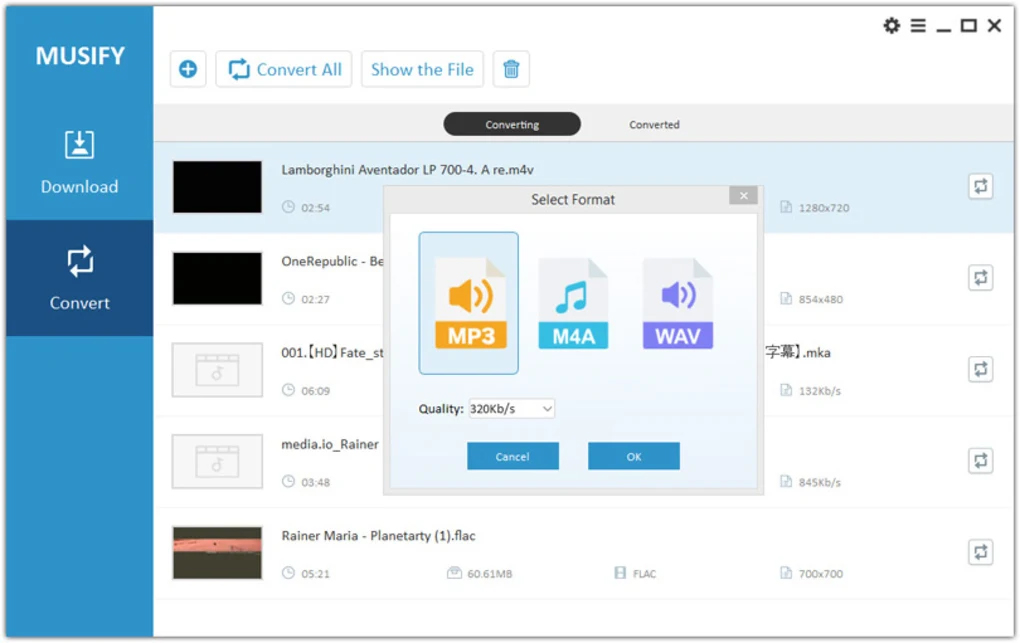 MUSIFY
Download
Convert
Convert All
Show the File
Converting
Converted
Lamborghini Aventador LP 700-4. A re.m4v
02:54
1280x720
OneRepublic - Be
02:27
854x480
001.【HD】Fate_st
字幕】.mka
06:09
132Kb/s
media.io_Rainer
03:48
845Kb/s
Rainer Maria - Planetarty (1).flac
05:21
60.61MB
FLAC
700x700
Select Format
MP3
M4A
WAV
Quality: 320Kb/s
Cancel
OK